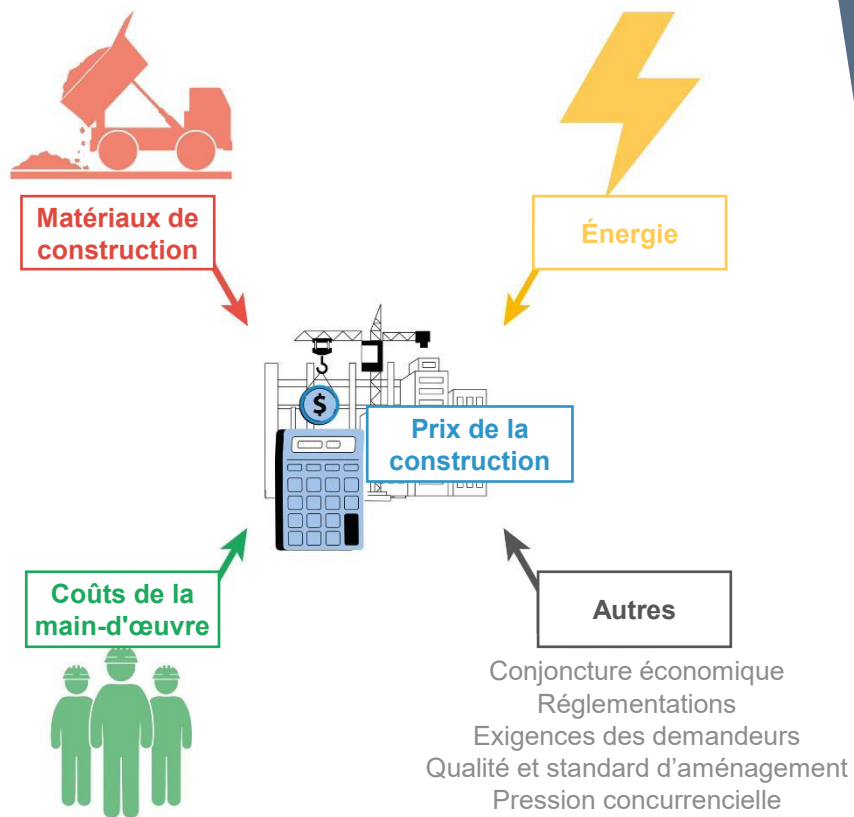 Matériaux de
construction
Énergie
$
Prix de la
construction
Coûts de la
main-d'œuvre
Autres
Conjoncture économique
Réglementations
Exigences des demandeurs
Qualité et standard d’aménagement
Pression concurrencielle